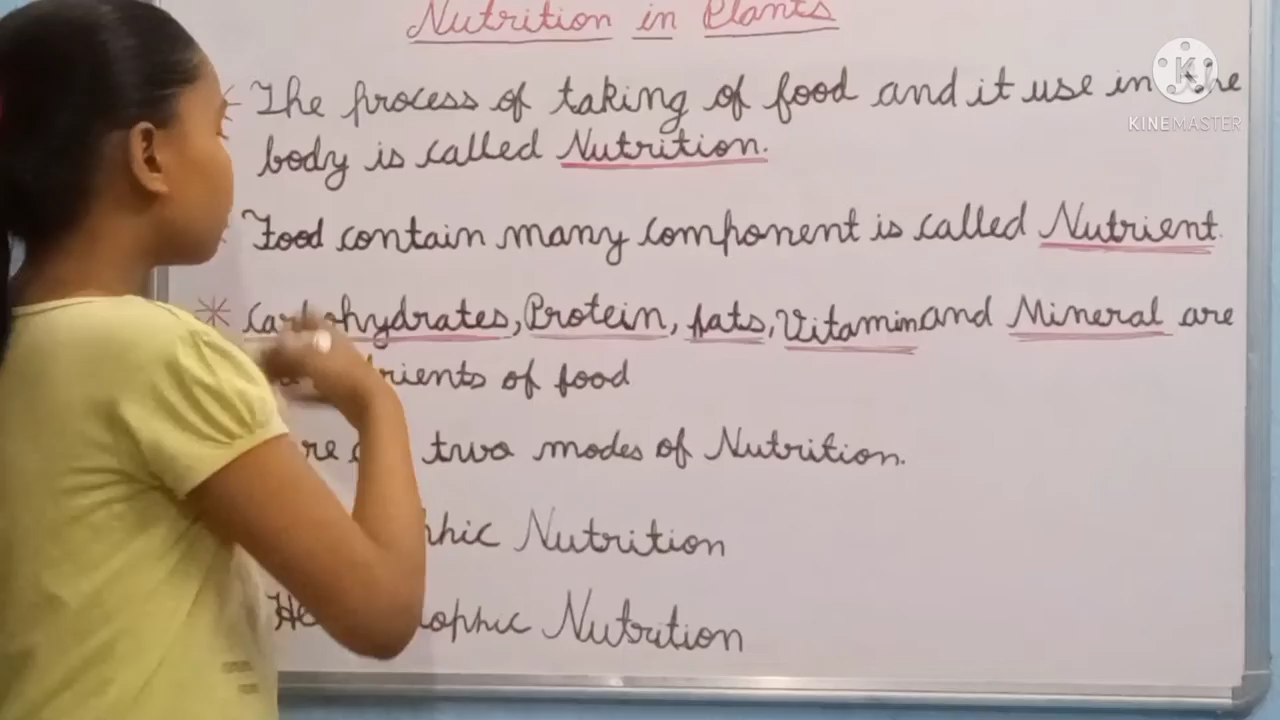 Nutrition in Plants
The process of taking of food and it use in the
body is called Nutrition.
Food contain many component is called Nutrient.
Carbohydrates, Protein, fats, Vitamin and Mineral are
of food
two modes of Nutrition.
Nutrition
Nutrition
KINEMASTER